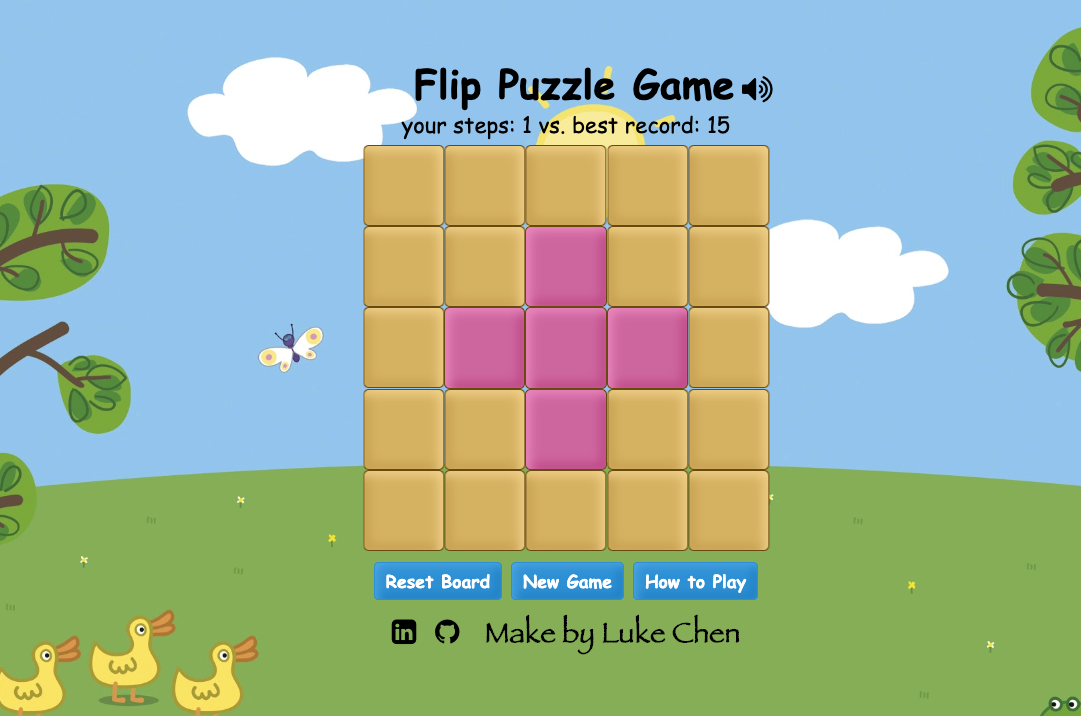 Flip Puzzle Game
your steps: 1 vs. best record: 15
Reset Board New Game How to Play
in Make by Luke Chen